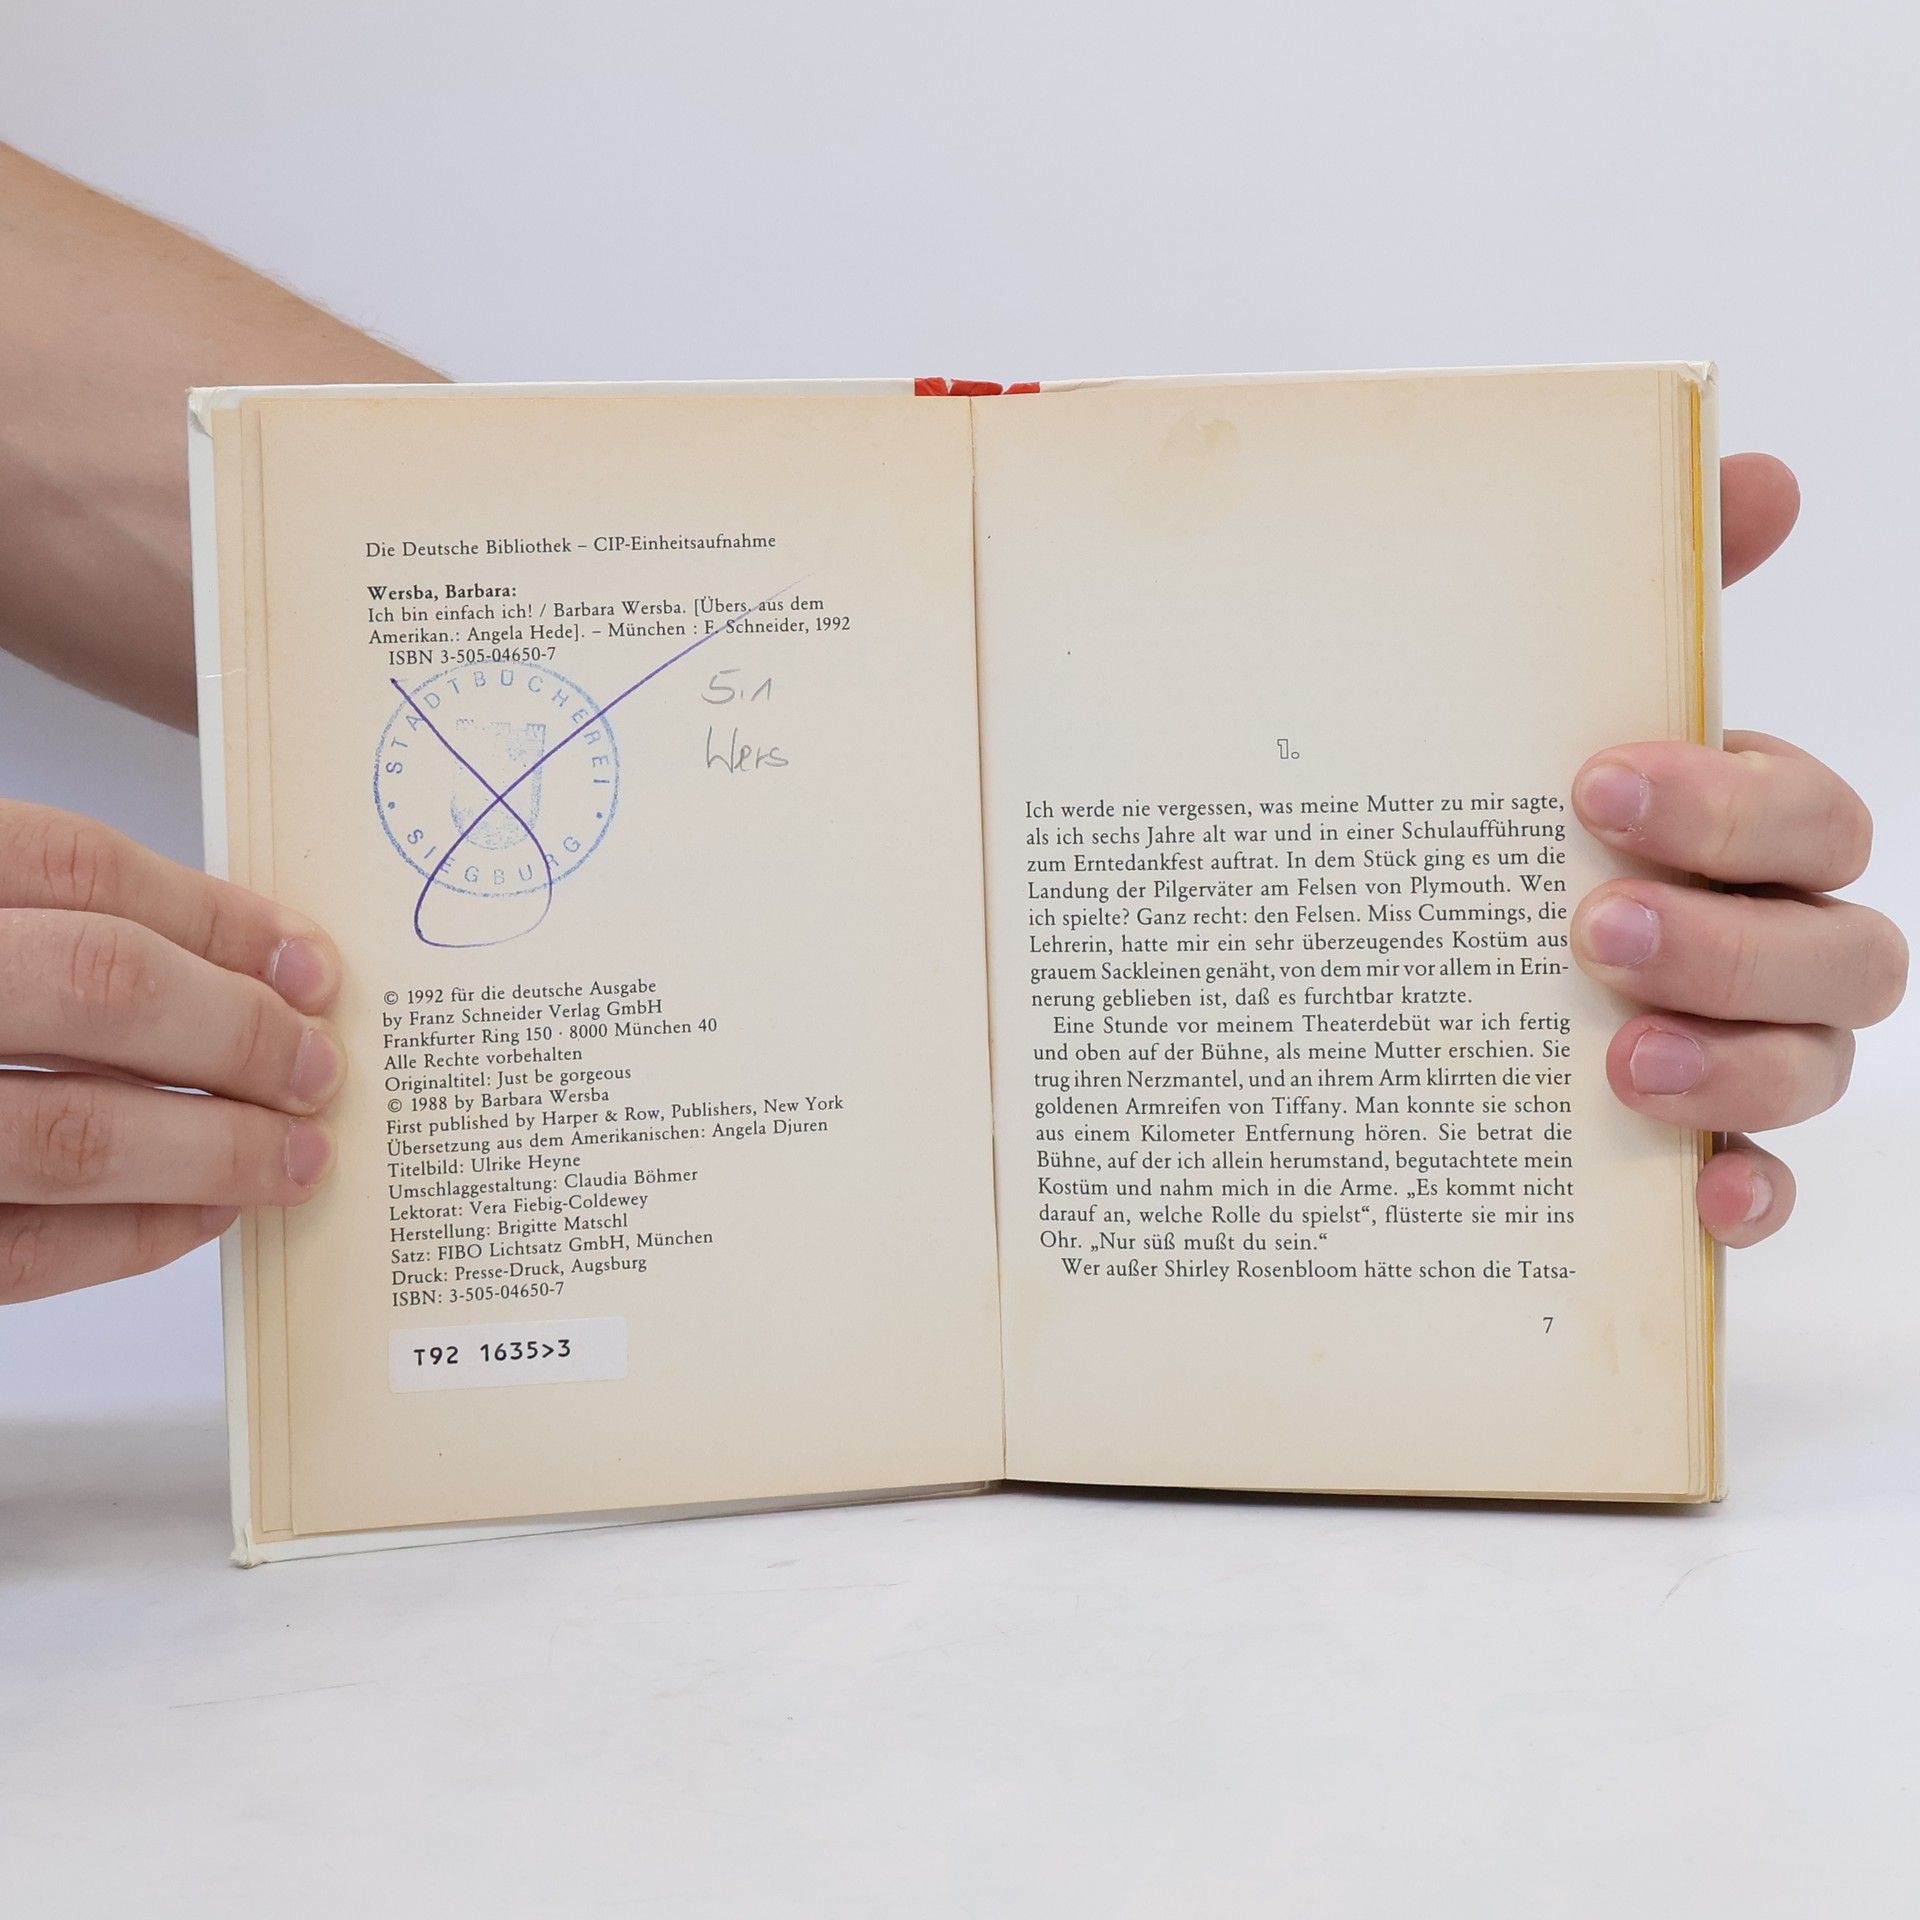 Die Deutsche Bibliothek – CIP-Einheitsaufnahme
Wersba, Barbara:
Ich bin einfach ich! / Barbara Wersba. [Übers. aus dem
Amerikan.: Angela Hede]. – München : F. Schneider, 1992
ISBN 3-505-04650-7
STADTBÜCHEREI
SIEGBURG
5.1
Wers
© 1992 für die deutsche Ausgabe
by Franz Schneider Verlag GmbH
Frankfurter Ring 150 · 8000 München 40
Alle Rechte vorbehalten
Originaltitel: Just be gorgeous
© 1988 by Barbara Wersba
First published by Harper & Row, Publishers, New York
Übersetzung aus dem Amerikanischen: Angela Djuren
Titelbild: Ulrike Heyne
Umschlaggestaltung: Claudia Böhmer
Lektorat: Vera Fiebig-Coldewey
Herstellung: Brigitte Matschl
Satz: FIBO Lichtsatz GmbH, München
Druck: Presse-Druck, Augsburg
ISBN: 3-505-04650-7
T92 1635>3
1.
Ich werde nie vergessen, was meine Mutter zu mir sagte,
als ich sechs Jahre alt war und in einer Schulaufführung
zum Erntedankfest auftrat. In dem Stück ging es um die
Landung der Pilgerväter am Felsen von Plymouth. Wen
ich spielte? Ganz recht: den Felsen. Miss Cummings, die
Lehrerin, hatte mir ein sehr überzeugendes Kostüm aus
grauem Sackleinen genäht, von dem mir vor allem in Erin-
nerung geblieben ist, daß es furchtbar kratzte.
Eine Stunde vor meinem Theaterdebüt war ich fertig
und oben auf der Bühne, als meine Mutter erschien. Sie
trug ihren Nerzmantel, und an ihrem Arm klirrten die vier
goldenen Armreifen von Tiffany. Man konnte sie schon
aus einem Kilometer Entfernung hören. Sie betrat die
Bühne, auf der ich allein herumstand, begutachtete mein
Kostüm und nahm mich in die Arme. „Es kommt nicht
darauf an, welche Rolle du spielst“, flüsterte sie mir ins
Ohr. „Nur süß mußt du sein.“
Wer außer Shirley Rosenbloom hätte schon die Tatsa-
7